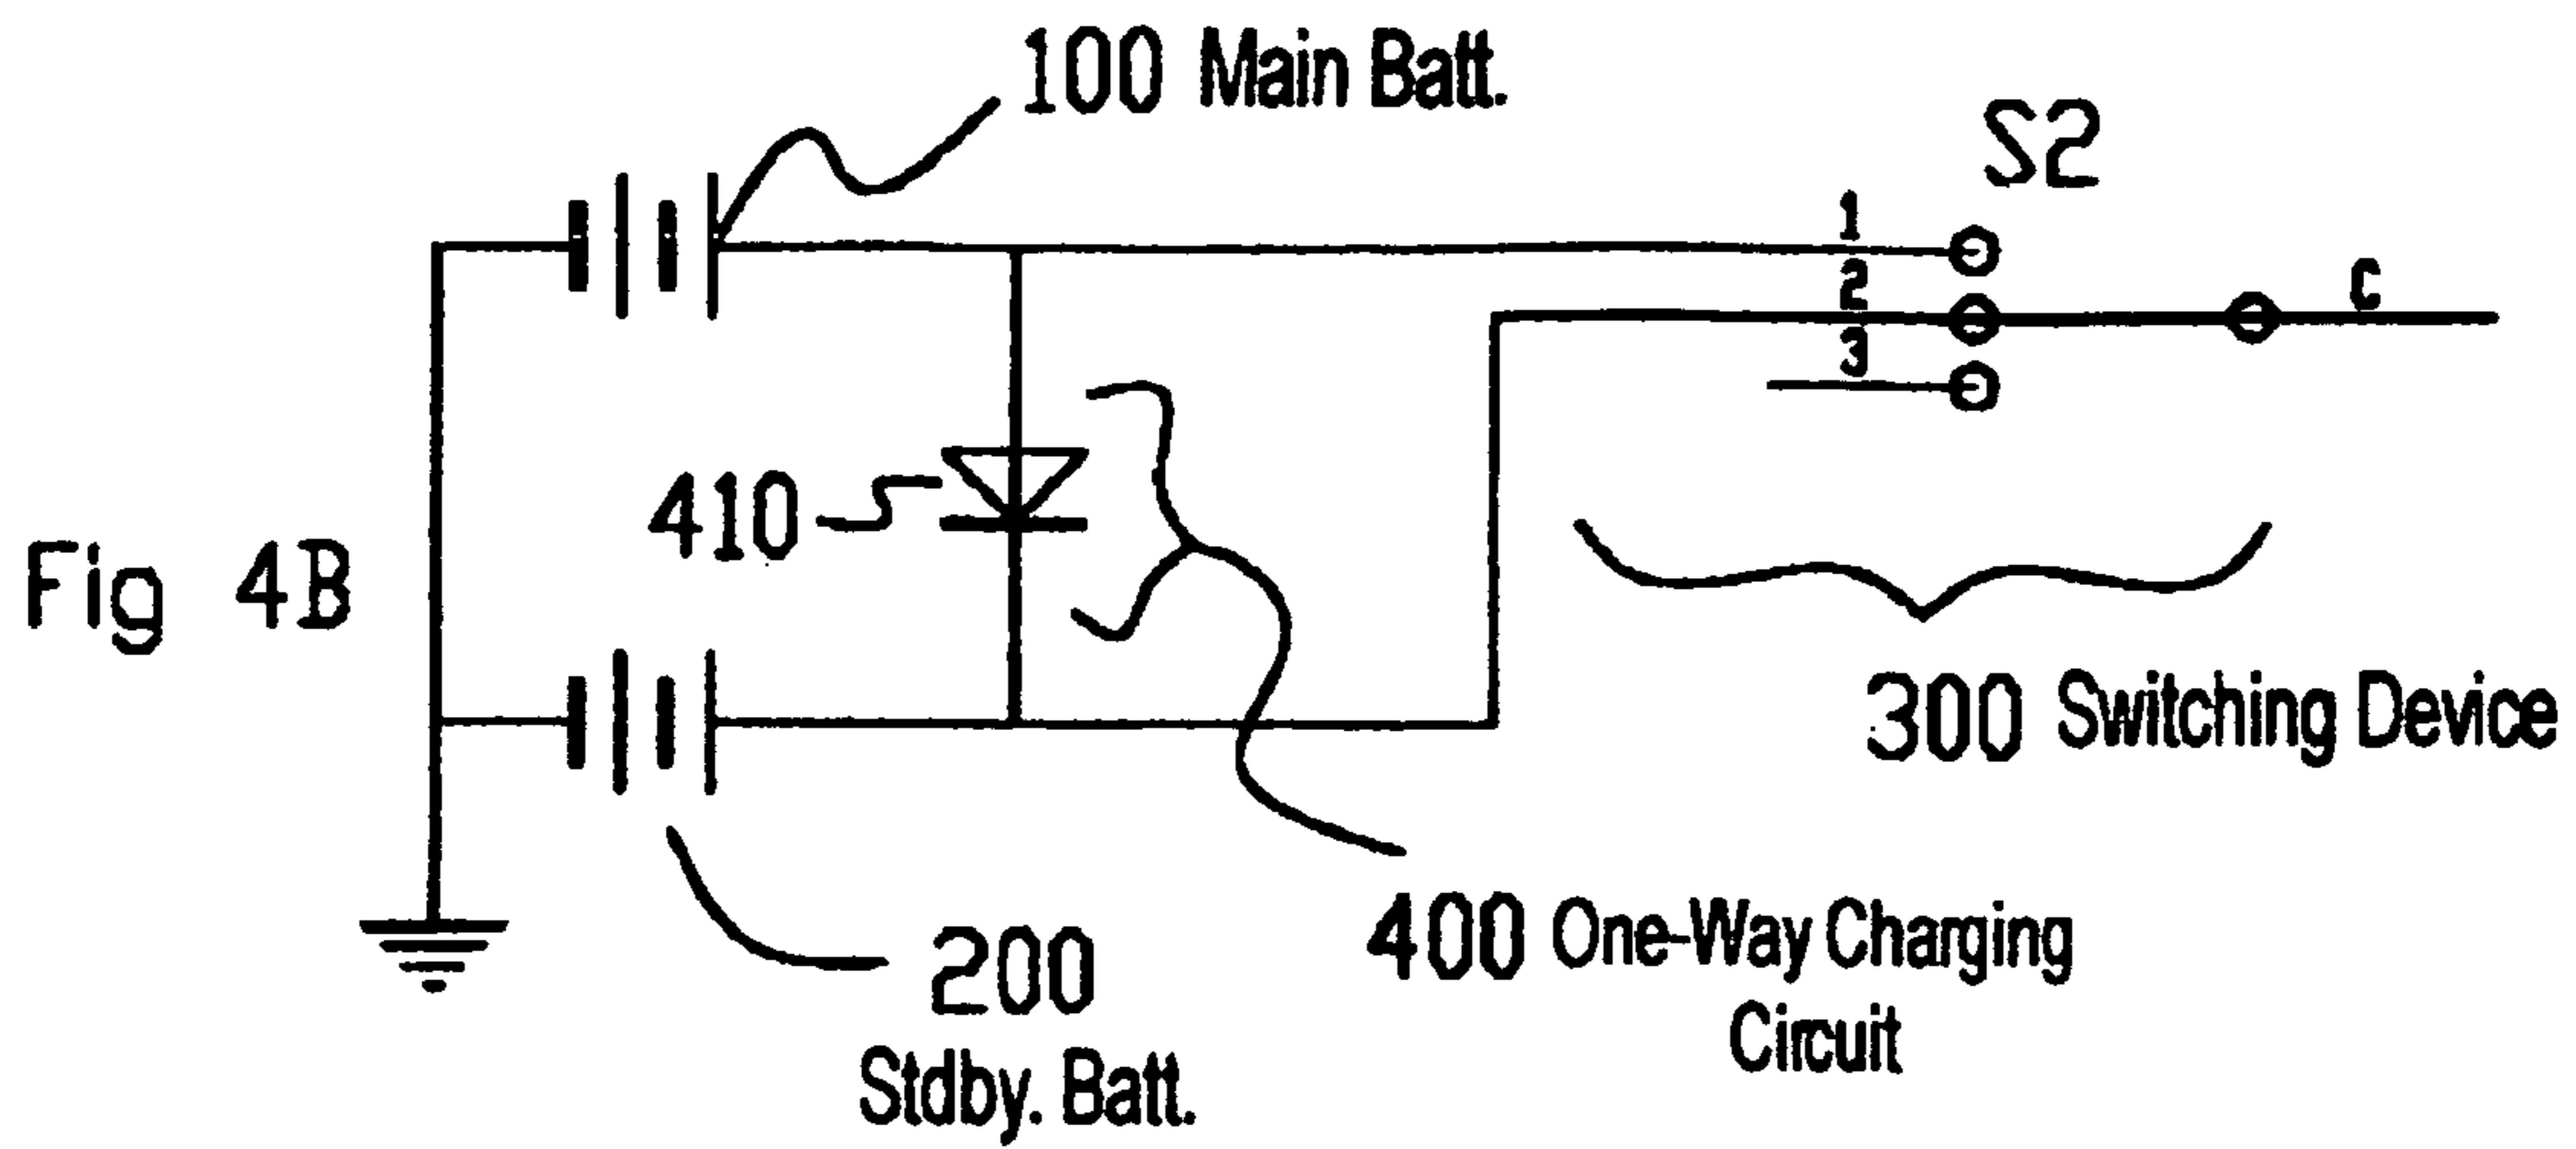 100 Main Batt.
S2
1
2
C
3
410
Fig 4B
300 Switching Device
400 One-Way Charging
Circuit
200
Stdby. Batt.